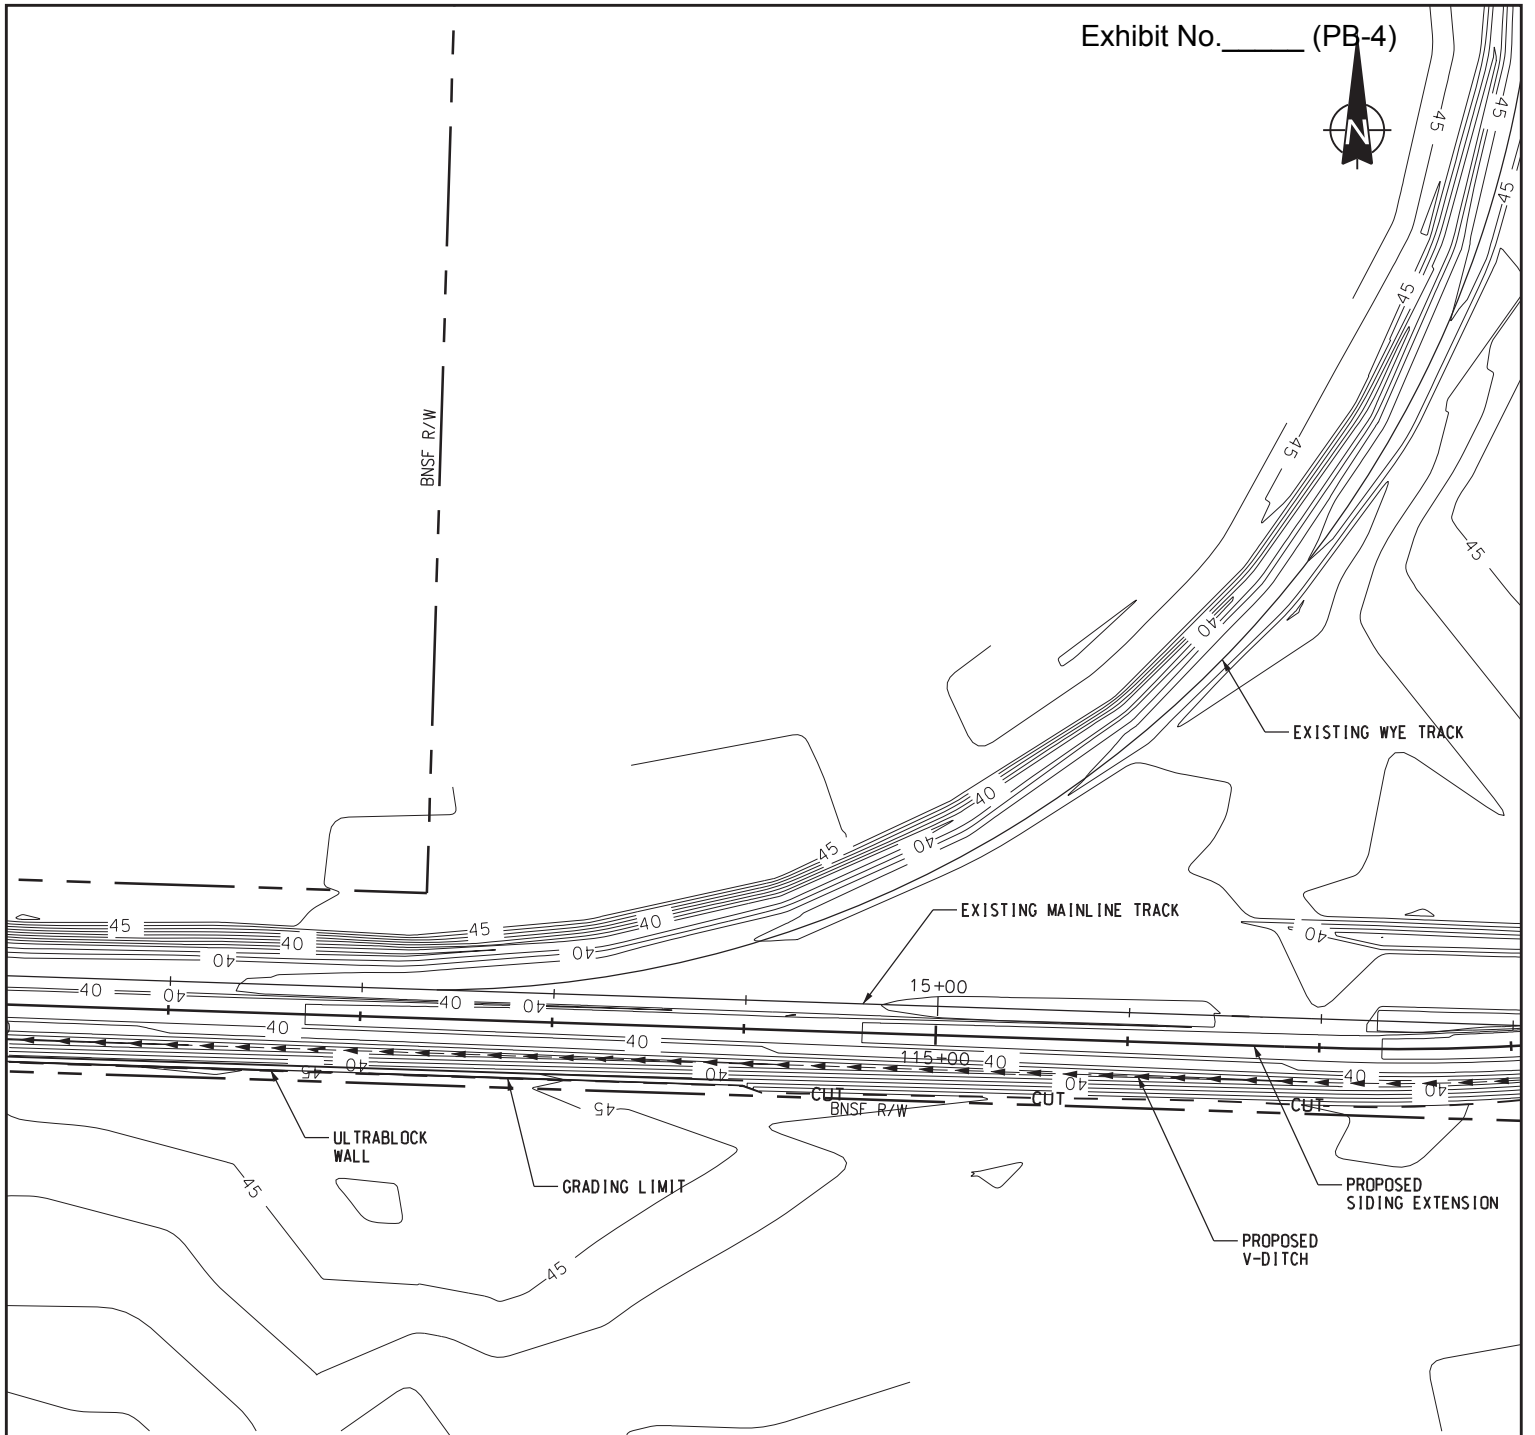 Exhibit No._____ (PB-4)
N
45
45
45
45
45
45
BNSF R/W
40
EXISTING WYE TRACK
40
45
40
EXISTING MAINLINE TRACK
45
45
40
40
40
40
40
15+00
40
40
40
40
40
40
115+00
40
45
40
40
40
40
40
CUT
CUT
CUT
BNSF R/W
45
ULTRABLOCK
WALL
GRADING LIMIT
45
PROPOSED
SIDING EXTENSION
PROPOSED
V-DITCH
45